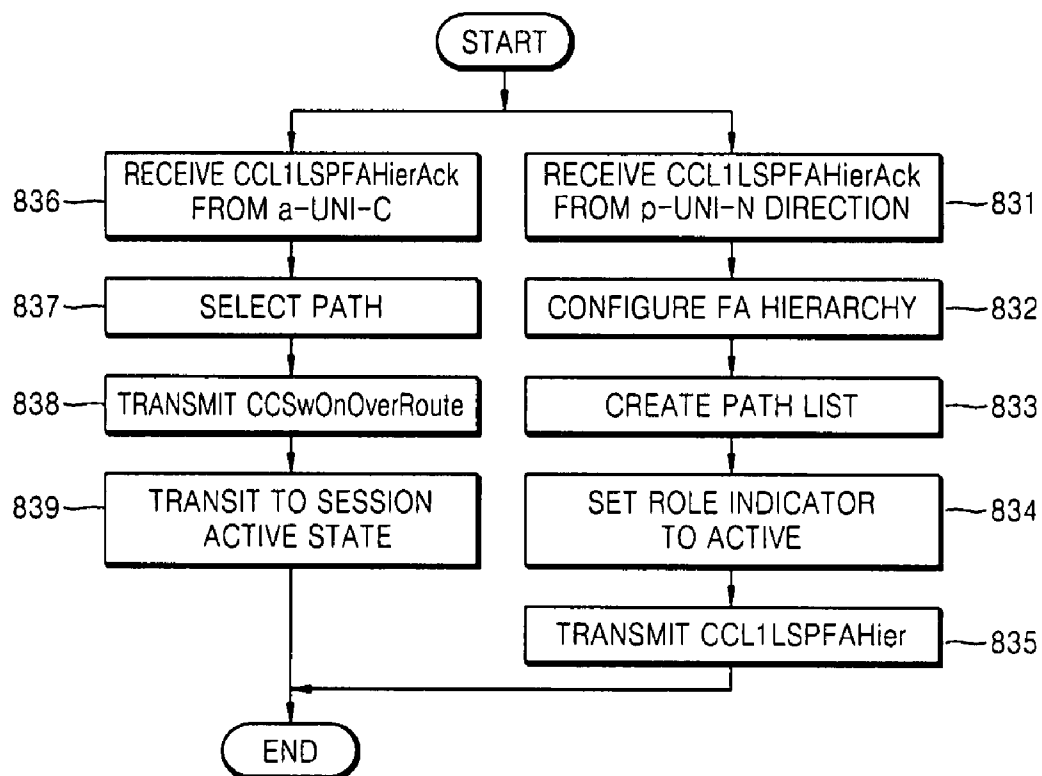 START
836
RECEIVE CCL1LSPFAHierAck
FROM a-UNI-C
RECEIVE CCL1LSPFAHierAck
FROM p-UNI-N DIRECTION
831
837
SELECT PATH
CONFIGURE FA HIERARCHY
832
838
TRANSMIT CCSwOnOverRoute
CREATE PATH LIST
833
839
TRANSIT TO SESSION
ACTIVE STATE
SET ROLE INDICATOR
TO ACTIVE
834
TRANSMIT CCL1LSPFAHier
835
END